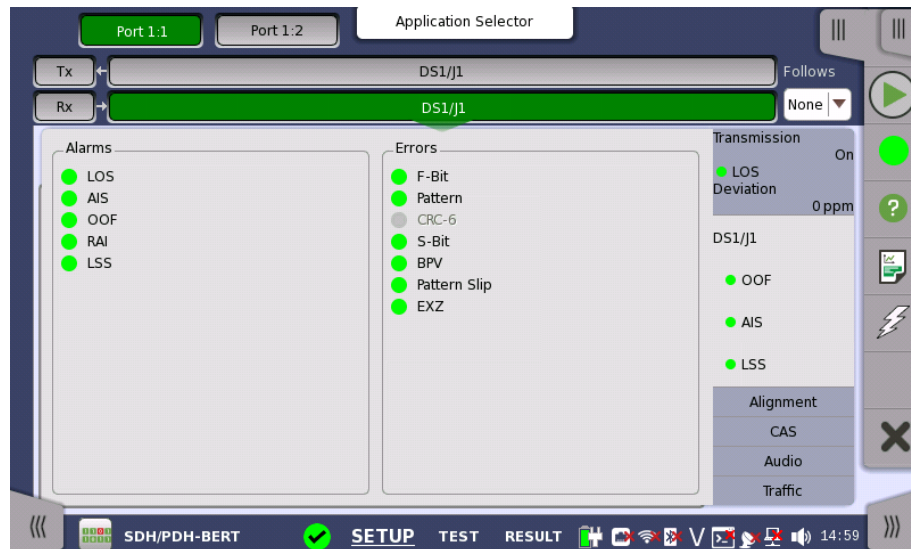 Application Selector
Port 1:1
Port 1:2
Tx
DS1/J1
Follows
Rx
DS1/J1
None
Alarms
LOS
AIS
OOF
RAI
LSS
Errors
F-Bit
Pattern
CRC-6
S-Bit
BPV
Pattern Slip
EXZ
Transmission
On
LOS
Deviation
0 ppm
DS1/J1
OOF
AIS
LSS
Alignment
CAS
Audio
Traffic
SDH/PDH-BERT
SETUP
TEST
RESULT
14:59